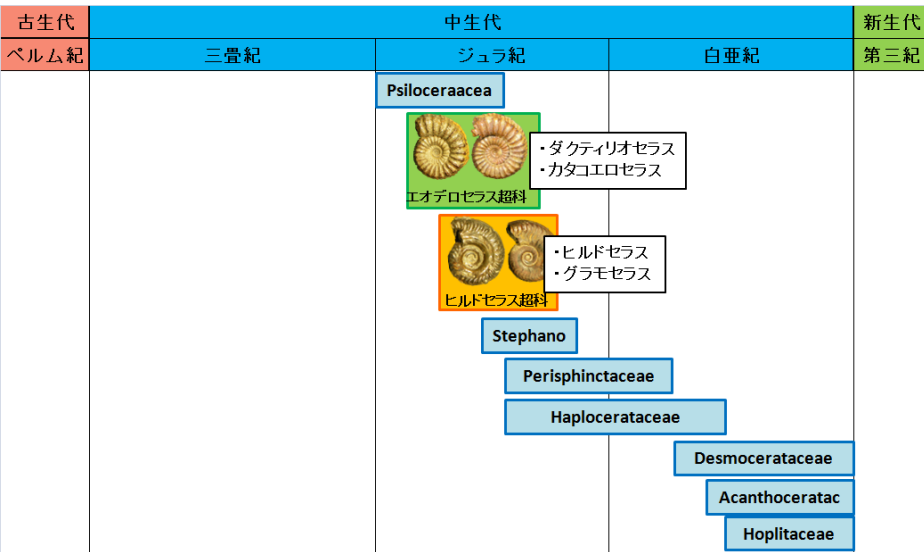 古生代 中生代 新生代
ペルム紀 三畳紀 ジュラ紀 白亜紀 第三紀
Psiloceraacea
・ダクティリオセラス
・カタコエロセラス
エオデロセラス超科
・ヒルドセラス
・グラモセラス
ヒルドセラス超科
Stephano
Perisphinctaceae
Haplocerataceae
Desmocerataceae
Acanthoceratac
Hoplitaceae